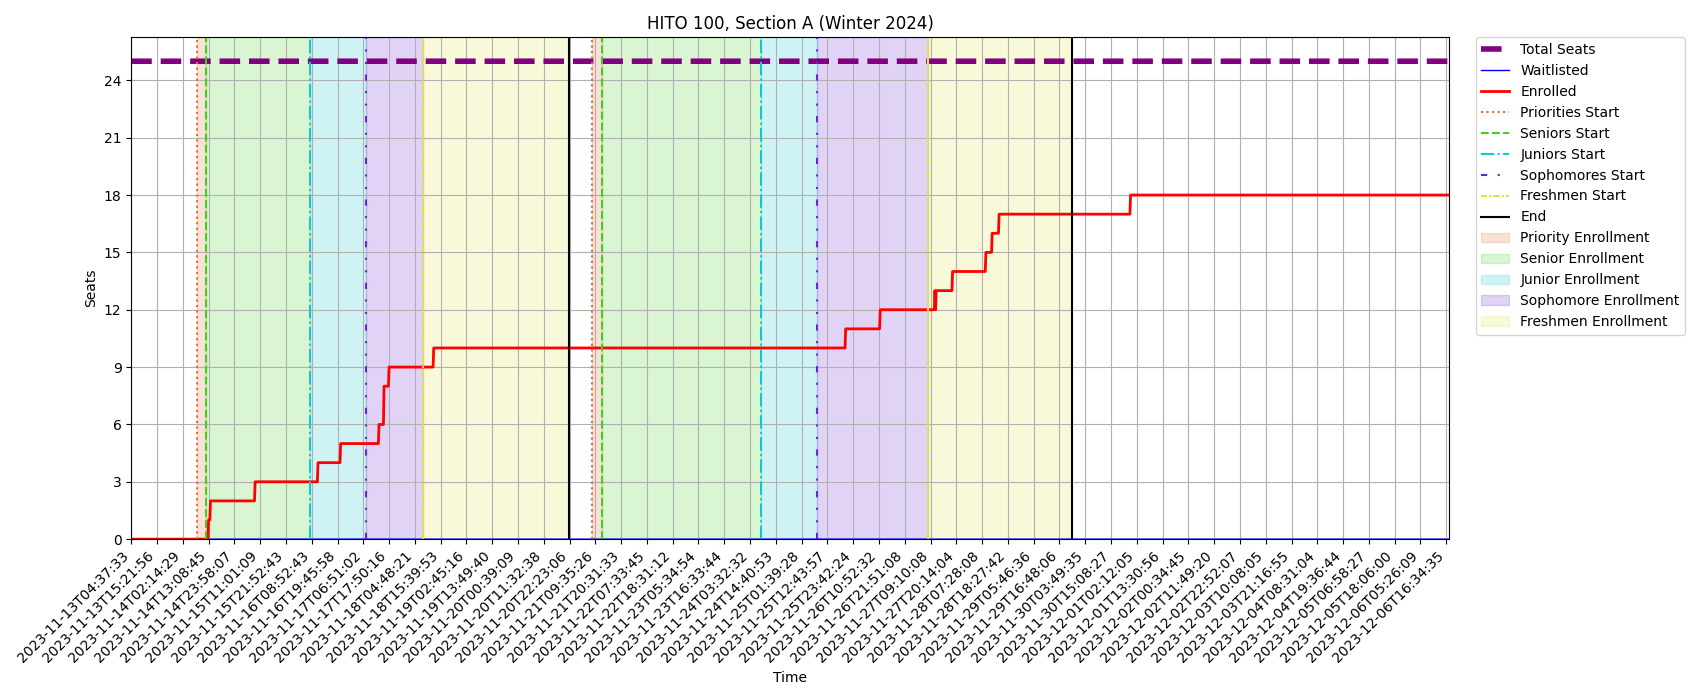 HITO 100, Section A (Winter 2024)
Seats
24
21
18
15
12
9
6
3
0
2023-11-13T04:37:33
2023-11-13T15:21:56
2023-11-14T02:14:29
2023-11-14T13:08:45
2023-11-14T23:58:07
2023-11-15T11:01:09
2023-11-15T21:52:43
2023-11-16T08:52:43
2023-11-16T19:45:58
2023-11-17T06:51:02
2023-11-17T17:50:16
2023-11-18T04:48:21
2023-11-18T15:39:53
2023-11-19T02:45:16
2023-11-19T13:49:40
2023-11-20T00:39:09
2023-11-20T11:32:38
2023-11-20T22:23:06
2023-11-21T09:35:26
2023-11-21T20:31:33
2023-11-22T07:33:45
2023-11-22T18:31:12
2023-11-23T05:34:54
2023-11-23T16:33:44
2023-11-24T03:32:32
2023-11-24T14:40:53
2023-11-25T01:39:28
2023-11-25T12:43:57
2023-11-25T23:42:24
2023-11-26T10:52:32
2023-11-26T21:51:08
2023-11-27T09:10:08
2023-11-27T20:14:04
2023-11-28T07:28:08
2023-11-28T18:27:42
2023-11-29T05:46:36
2023-11-29T16:48:06
2023-11-30T03:49:35
2023-11-30T15:08:27
2023-12-01T02:12:05
2023-12-01T13:30:56
2023-12-02T00:34:45
2023-12-02T11:49:20
2023-12-02T22:52:07
2023-12-03T10:08:05
2023-12-03T21:16:55
2023-12-04T08:31:04
2023-12-04T19:36:44
2023-12-05T06:58:27
2023-12-05T18:06:00
2023-12-06T05:26:09
2023-12-06T16:34:35
Time
Total Seats
Waitlisted
Enrolled
Priorities Start
Seniors Start
Juniors Start
Sophomores Start
Freshmen Start
End
Priority Enrollment
Senior Enrollment
Junior Enrollment
Sophomore Enrollment
Freshmen Enrollment